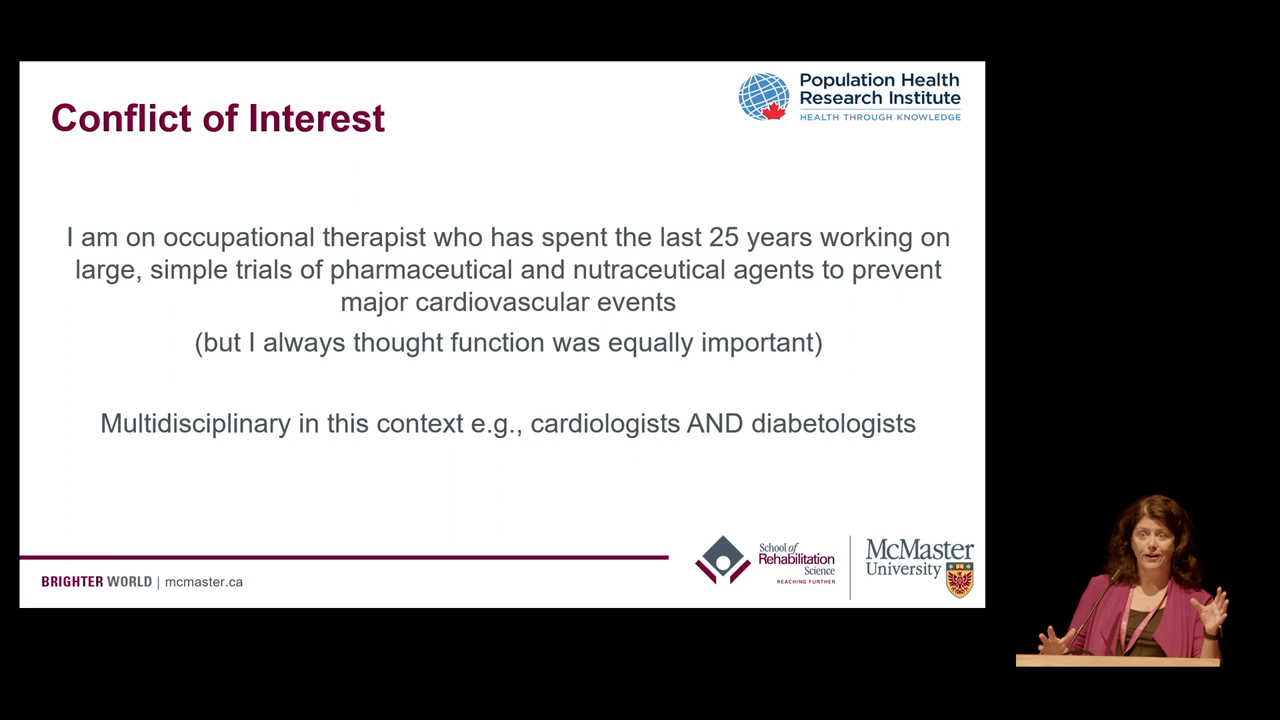 Conflict of Interest
Population Health
Research Institute
HEALTH THROUGH KNOWLEDGE
I am on occupational therapist who has spent the last 25 years working on
large, simple trials of pharmaceutical and nutraceutical agents to prevent
major cardiovascular events
(but I always thought function was equally important)
Multidisciplinary in this context e.g., cardiologists AND diabetologists
BRIGHTER WORLD | mcmaster.ca
School of
Rehabilitation
Science
REACHING FURTHER
McMaster
University